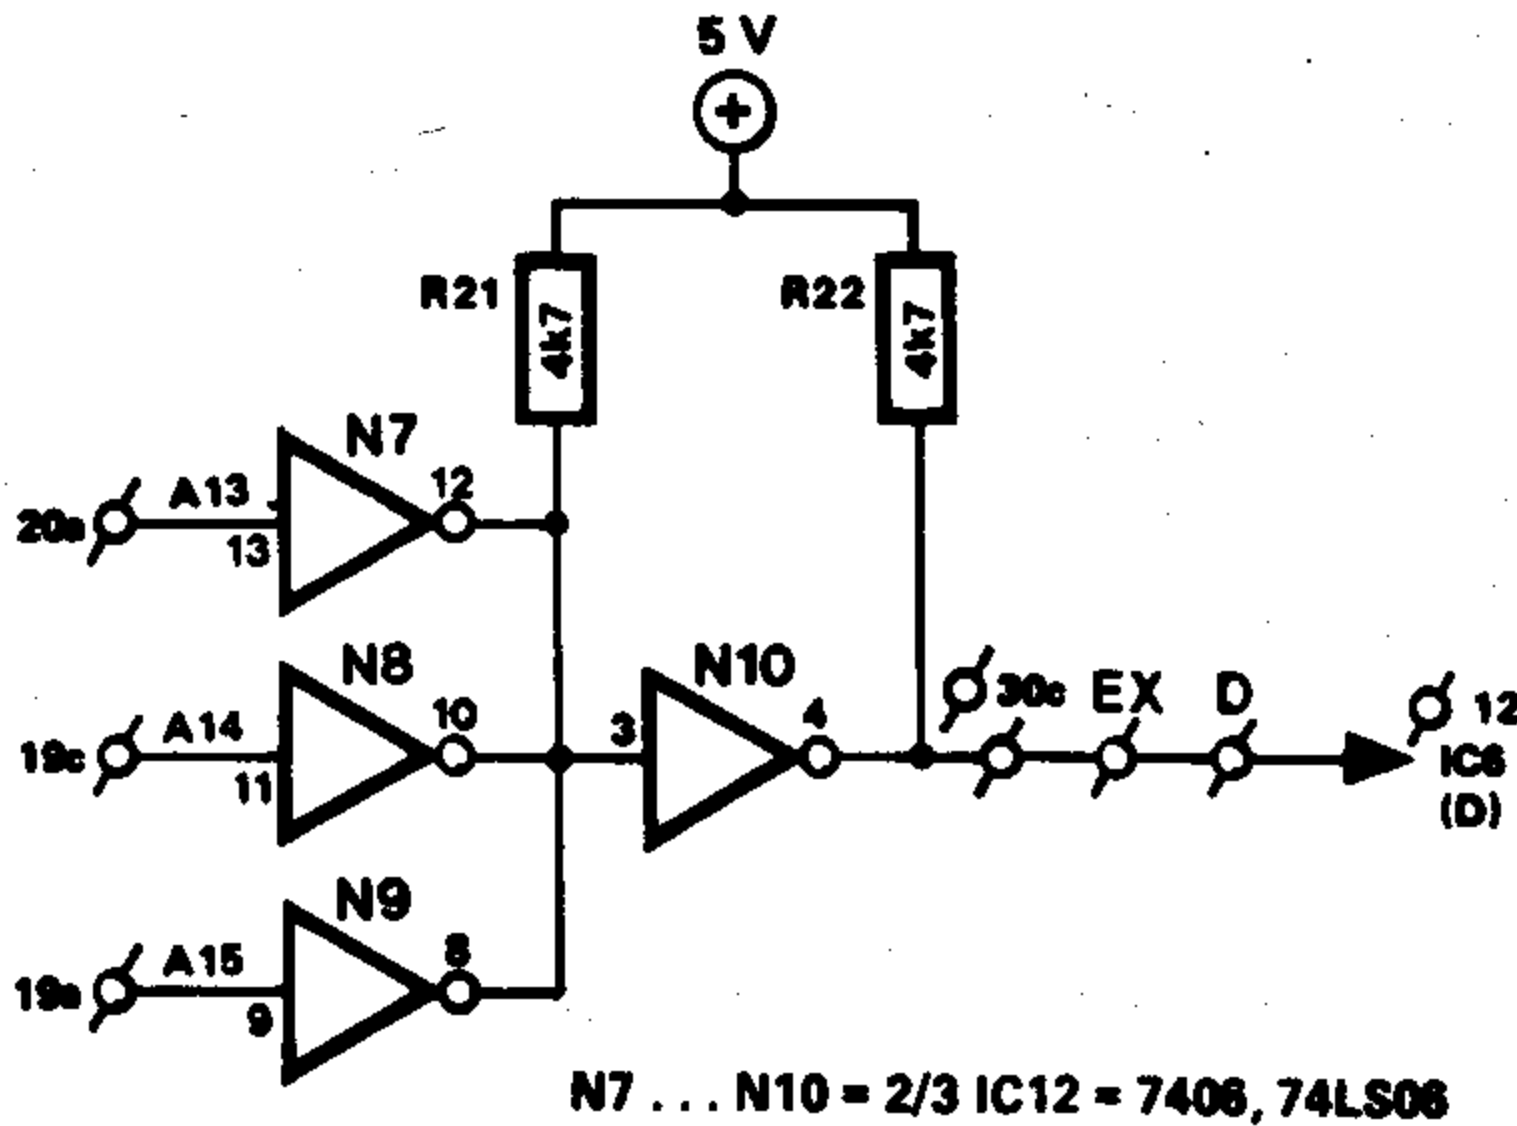 5 V
+
R21
4k7
R22
4k7
N7
12
20a
A13
13
N8
10
19c
A14
11
N10
3
4
30c
EX
D
12
IC6
(D)
N9
8
19a
A15
9
N7 ... N10 = 2/3 IC12 = 7406, 74LS06